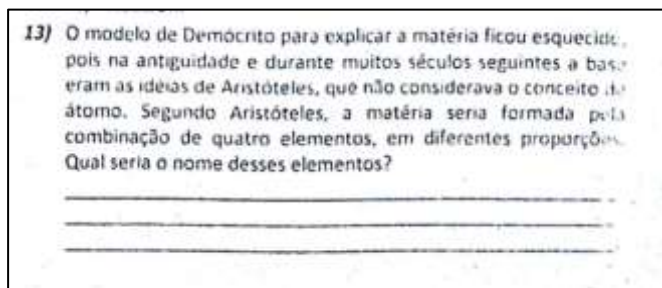 13) O modelo de Demócrito para explicar a matéria ficou esquecido,
pois na antiguidade e durante muitos séculos seguintes a base
eram as ideias de Aristóteles, que não considerava o conceito de
átomo. Segundo Aristóteles, a matéria seria formada pela
combinação de quatro elementos, em diferentes proporções.
Qual seria o nome desses elementos?